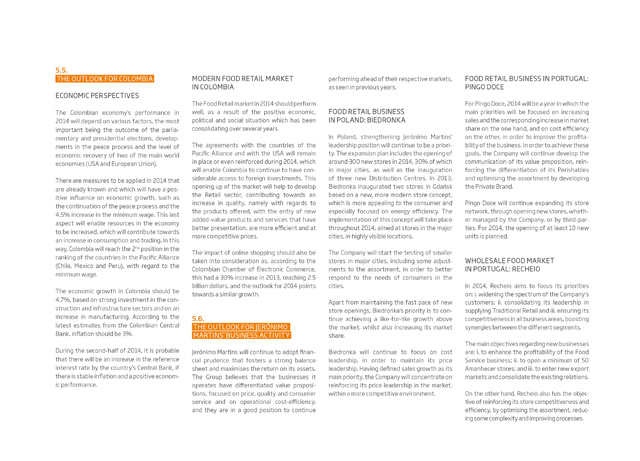 5.5.
THE OUTLOOK FOR COLOMBIA
ECONOMIC PERSPECTIVES
The Colombian economy's performance in
2014 will depend on various factors, the most
important being the outcome of the parlia-
mentary and presidential elections, develop-
ments in the peace process and the level of
economic recovery of two of the main world
economies (USA and European Union).
There are measures to be applied in 2014 that
are already known and which will have a pos-
itive influence on economic growth, such as
the continuation of the peace process and the
4.5% increase in the minimum wage. This last
aspect will enable resources in the economy
to be increased, which will contribute towards
an increase in consumption and trading. In this
way, Colombia will reach the 2nd position in the
ranking of the countries in the Pacific Alliance
(Chile, Mexico and Peru), with regard to the
minimum wage.
The economic growth in Colombia should be
4.7%, based on strong investment in the con-
struction and infrastructure sectors and on an
increase in manufacturing. According to the
latest estimates from the Colombian Central
Bank, inflation should be 3%.
During the second-half of 2014, it is probable
that there will be an increase in the reference
interest rate by the country's Central Bank, if
there is stable inflation and a positive econom-
ic performance.
MODERN FOOD RETAIL MARKET
IN COLOMBIA
The Food Retail market in 2014 should perform
well, as a result of the positive economic,
political and social situation which has been
consolidating over several years.
The agreements with the countries of the
Pacific Alliance and with the USA will remain
in place or even reinforced during 2014, which
will enable Colombia to continue to have con-
siderable access to foreign investments. This
opening up of the market will help to develop
the Retail sector, contributing towards an
increase in quality, namely with regards to
the products offered, with the entry of new
added-value products and services that have
better presentation, are more efficient and at
more competitive prices.
The impact of online shopping should also be
taken into consideration as, according to the
Colombian Chamber of Electronic Commerce,
this had a 30% increase in 2013, reaching 2.5
billion dollars, and the outlook for 2014 points
towards a similar growth.
5.6.
THE OUTLOOK FOR JERÓNIMO
MARTINS' BUSINESS ACTIVITY
Jerónimo Martins will continue to adopt finan-
cial prudence that fosters a strong balance
sheet and maximises the return on its assets.
The Group believes that the businesses it
operates have differentiated value proposi-
tions, focused on price, quality and consumer
service and on operational cost-efficiency,
and they are in a good position to continue
performing ahead of their respective markets,
as seen in previous years.
FOOD RETAIL BUSINESS
IN POLAND: BIEDRONKA
In Poland, strengthening Jerónimo Martins'
leadership position will continue to be a priori-
ty. The expansion plan includes the opening of
around 300 new stores in 2014, 30% of which
in major cities, as well as the inauguration
of three new Distribution Centres. In 2013,
Biedronka inaugurated two stores in Gdańsk
based on a new, more modern store concept,
which is more appealing to the consumer and
especially focused on energy efficiency. The
implementation of this concept will take place
throughout 2014, aimed at stores in the major
cities, in highly visible locations.
The Company will start the testing of smaller
stores in major cities, including some adjust-
ments to the assortment, in order to better
respond to the needs of consumers in the
cities.
Apart from maintaining the fast pace of new
store openings, Biedronka's priority is to con-
tinue achieving a like-for-like growth above
the market, whilst also increasing its market
share.
Biedronka will continue to focus on cost
leadership, in order to maintain its price
leadership. Having defined sales growth as its
main priority, the Company will concentrate on
reinforcing its price leadership in the market,
within a more competitive environment.
FOOD RETAIL BUSINESS IN PORTUGAL:
PINGO DOCE
For Pingo Doce, 2014 will be a year in which the
main priorities will be focused on increasing
sales and the corresponding increase in market
share on the one hand, and on cost efficiency
on the other, in order to improve the profita-
bility of the business. In order to achieve these
goals, the Company will continue to develop the
communication of its value proposition, rein-
forcing the differentiation of its Perishables
and optimising the assortment by developing
the Private Brand.
Pingo Doce will continue expanding its store
network, through opening new stores, wheth-
er managed by the Company, or by third par-
ties. For 2014, the opening of at least 10 new
units is planned.
WHOLESALE FOOD MARKET
IN PORTUGAL: RECHEIO
In 2014, Recheio aims to focus its priorities
on: i. widening the spectrum of the Company's
customers; ii. consolidating its leadership in
supplying Traditional Retail and iii. ensuring its
competitiveness in all business areas, boosting
synergies between the different segments.
The main objectives regarding new businesses
are: i. to enhance the profitability of the Food
Service business; ii. to open a minimum of 50
Amanhecer stores; and iii. to enter new export
markets and consolidate the existing relations.
On the other hand, Recheio has also the objec-
tive of reinforcing its store competitiveness and
efficiency, by optimising the assortment, reduc-
ing some complexity and improving processes.